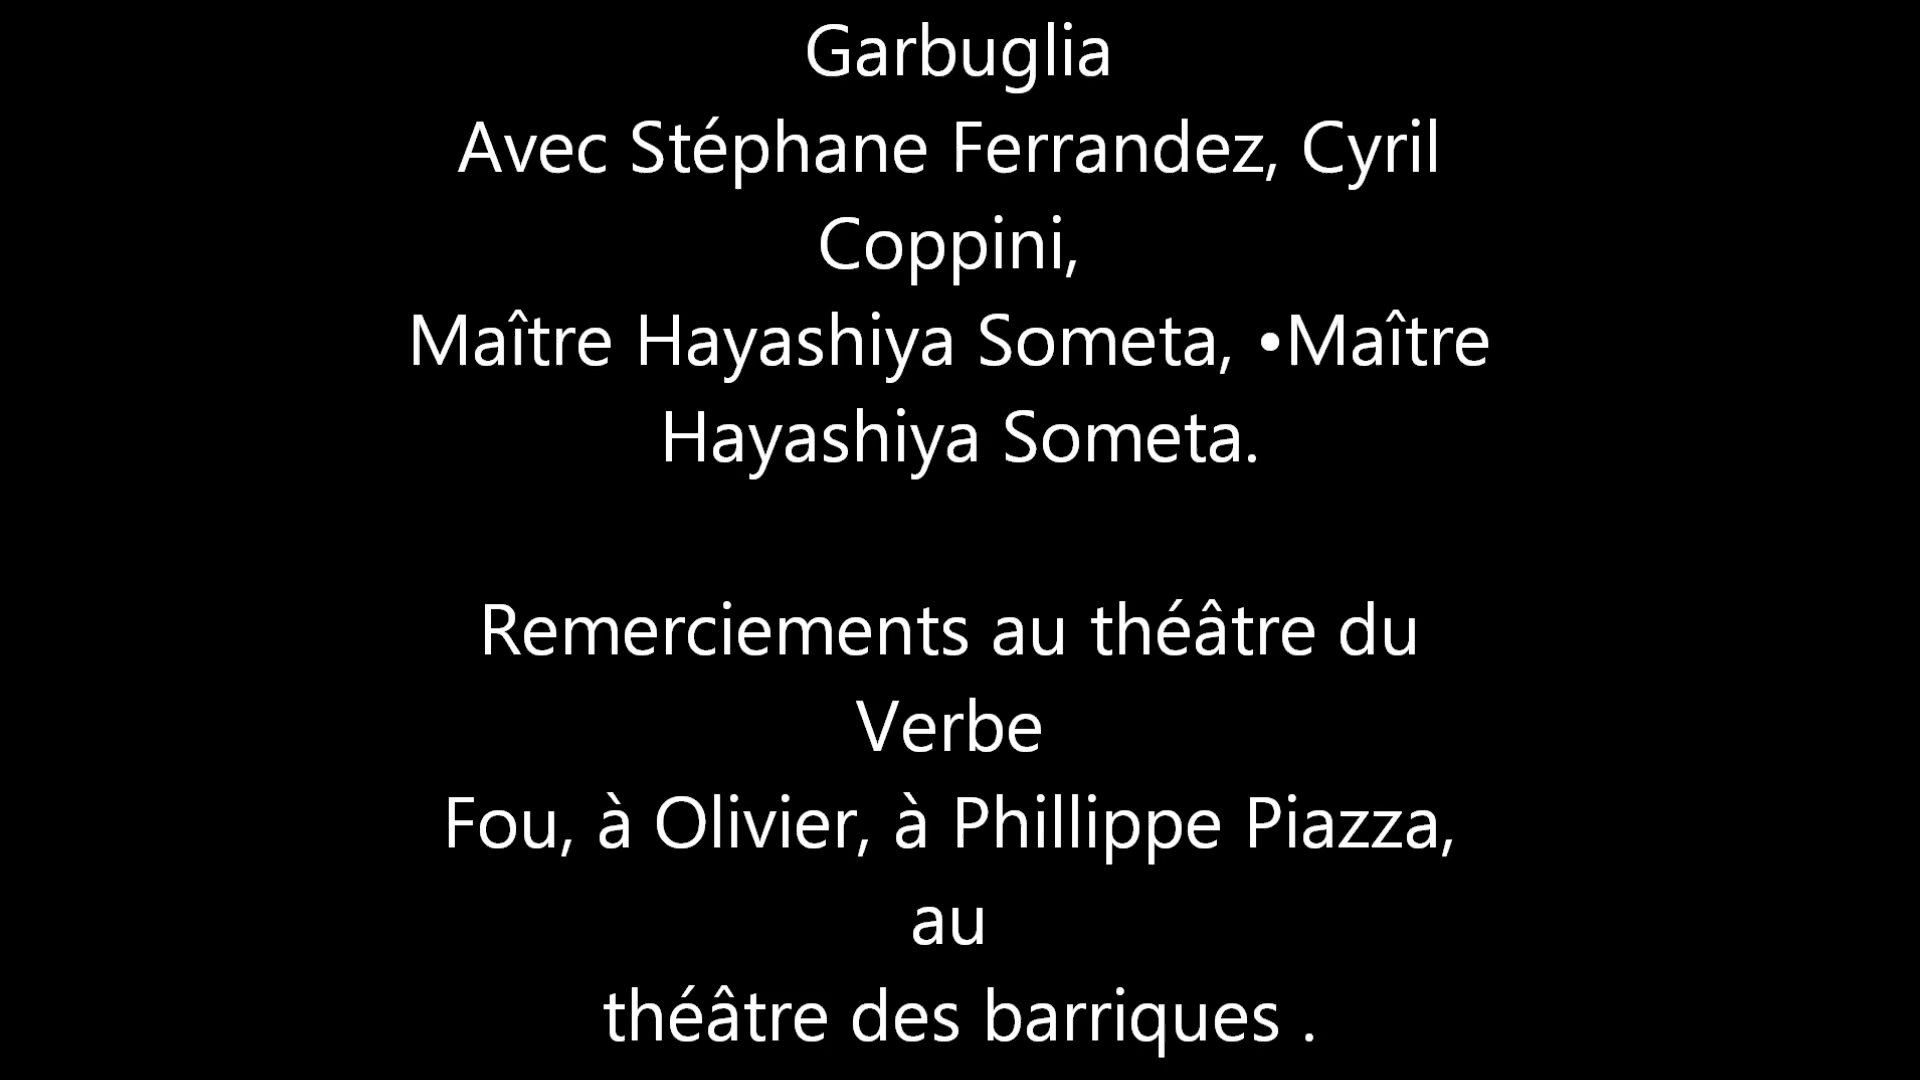 Garbuglia
Avec Stéphane Ferrandez, Cyril
Coppini,
Maître Hayashiya Someta, •Maître
Hayashiya Someta.
Remerciements au théâtre du
Verbe
Fou, à Olivier, à Phillippe Piazza,
au
théâtre des barriques .